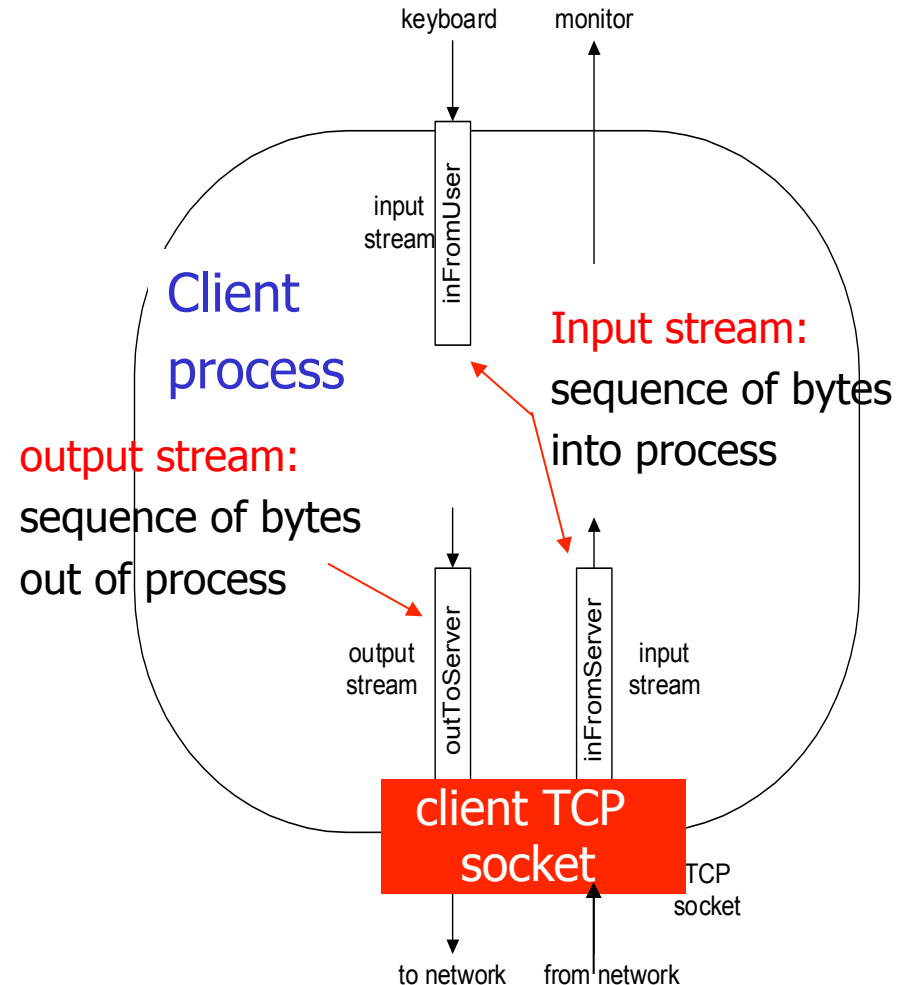 keyboard
monitor
input
stream
inFromUser
Client
process
Input stream:
sequence of bytes
into process
output stream:
sequence of bytes
out of process
output
stream
outToServer
inFromServer
input
stream
client TCP
socket
TCP
socket
to network
from network